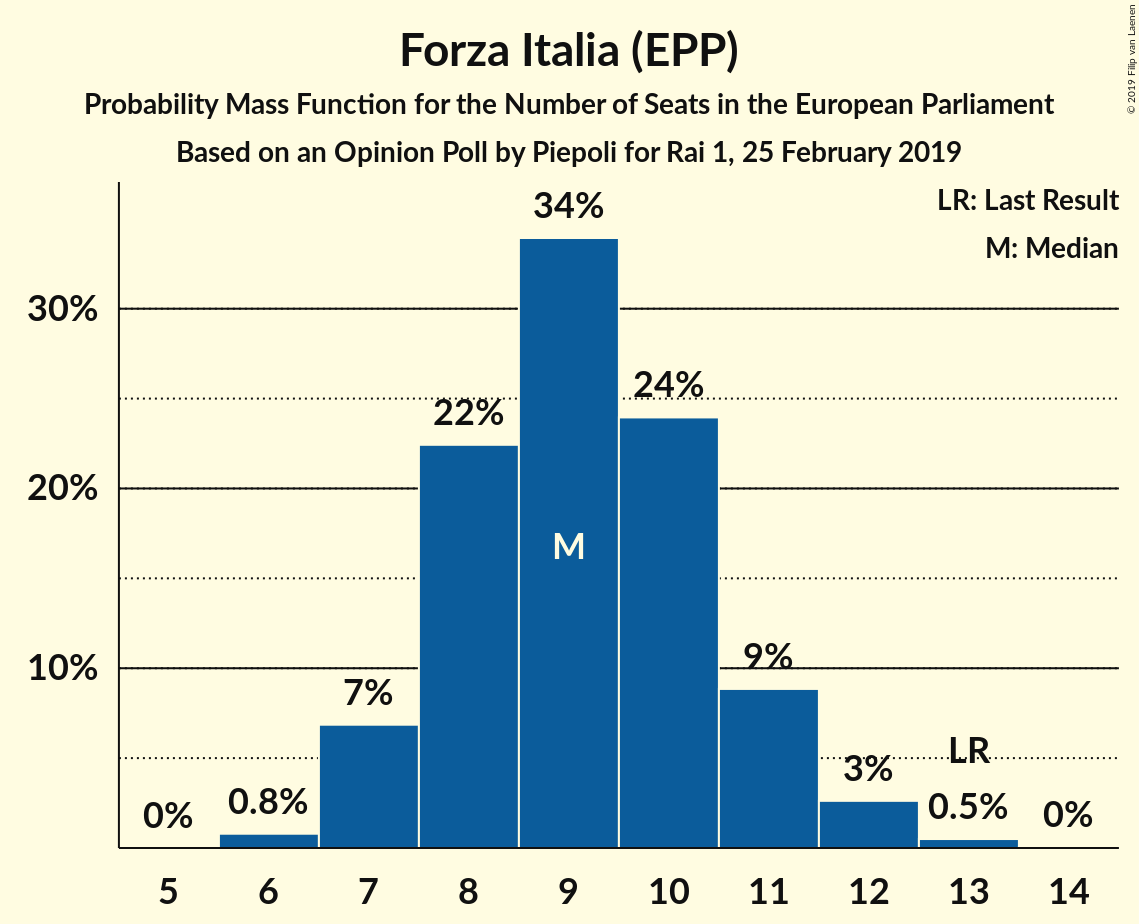 Forza Italia (EPP)
Probability Mass Function for the Number of Seats in the European Parliament
Based on an Opinion Poll by Piepoli for Rai 1, 25 February 2019
© 2019 Filip van Laenen
LR: Last Result
M: Median
34%
30%
24%
22%
20%
M
10%
9%
7%
LR
3%
0.8%
0.5%
0%
0%
5 6 7 8 9 10 11 12 13 14